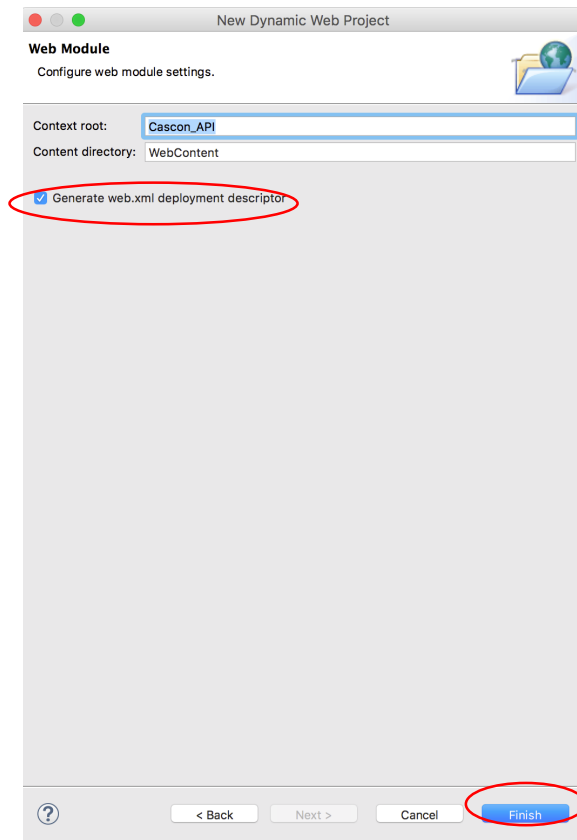 New Dynamic Web Project
Web Module
Configure web module settings.
Context root: Cascon_API
Content directory: WebContent
Generate web.xml deployment descriptor
? < Back Next > Cancel Finish